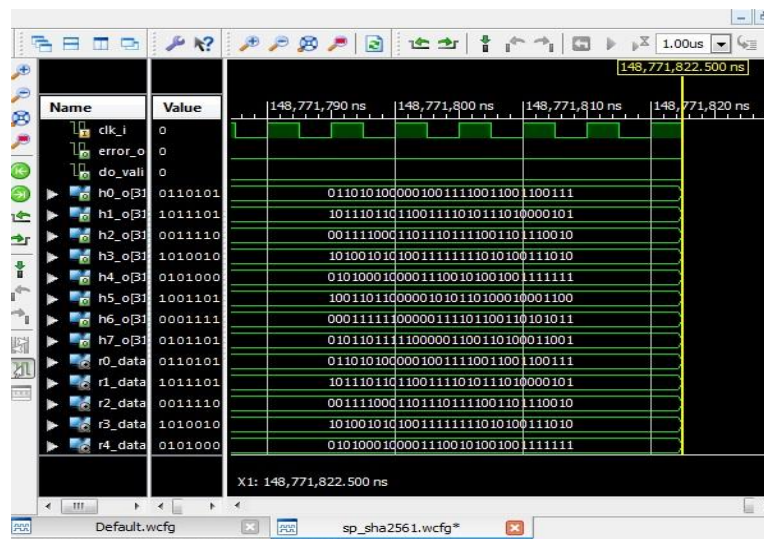 1.00us
148,771,822.500 ns
Name Value 148,771,790 ns 148,771,800 ns 148,771,810 ns 148,771,820 ns
clk_i 0
error_o 0
do_vali 0
h0_o[31 0110101 01101010000010011110011001100111
h1_o[31 1011101 10111011011001111010111010000101
h2_o[31 0011110 00111100011011101111001101110010
h3_o[31 1010010 10100101010011111111010100111010
h4_o[31 0101000 01010001000011100101001001111111
h5_o[31 1001101 10011011000001010110100010001100
h6_o[31 0001111 00011111100000111101100110101011
h7_o[31 0101101 01011011111000001100110100011001
r0_data 0110101 01101010000010011110011001100111
r1_data 1011101 10111011011001111010111010000101
r2_data 0011110 00111100011011101111001101110010
r3_data 1010010 10100101010011111111010100111010
r4_data 0101000 01010001000011100101001001111111
X1: 148,771,822.500 ns
Default.wcfg sp_sha2561.wcfg*